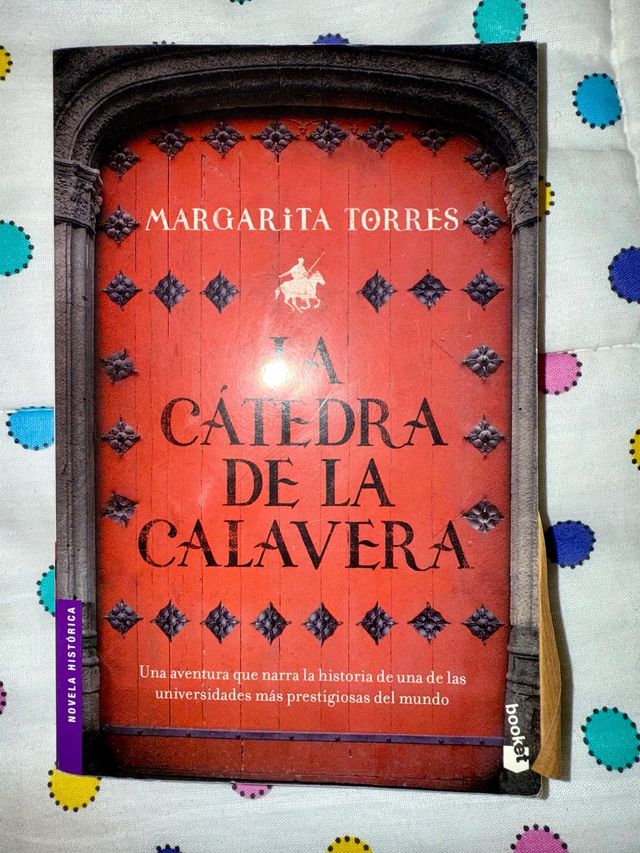 MARGARITA TORRES
LA
CÁTEDRA
DE LA
CALAVERA
Una aventura que narra la historia de una de las
universidades más prestigiosas del mundo
NOVELA HISTÓRICA
booket